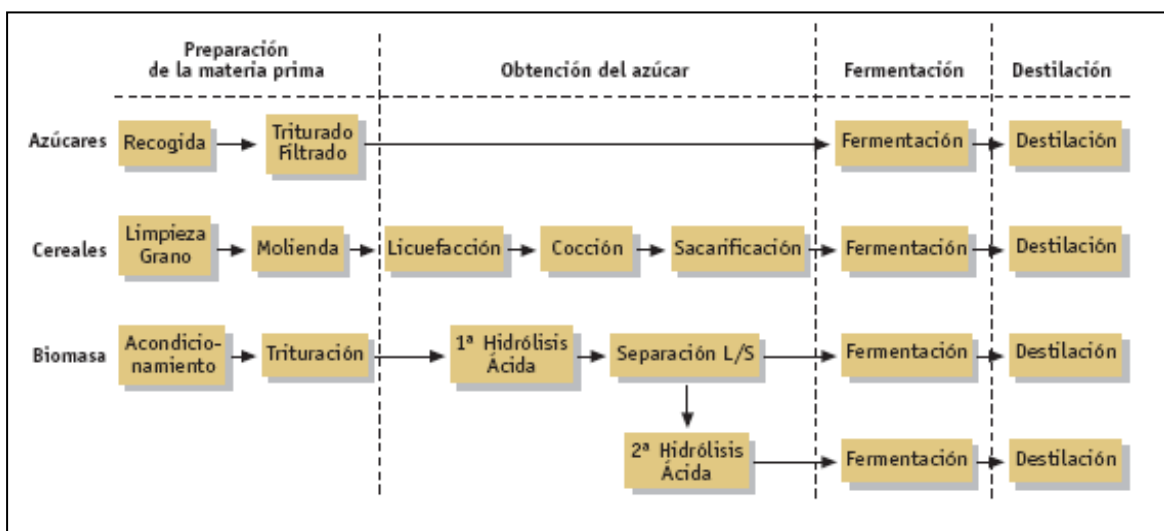 Preparación
de la materia prima
Obtención del azúcar
Fermentación
Destilación
Azúcares
Recogida
Triturado
Filtrado
Fermentación
Destilación
Cereales
Limpieza
Grano
Molienda
Licuefacción
Cocción
Sacarificación
Fermentación
Destilación
Biomasa
Acondicio-
namiento
Trituración
1ª Hidrólisis
Ácida
Separación L/S
Fermentación
Destilación
2ª Hidrólisis
Ácida
Fermentación
Destilación